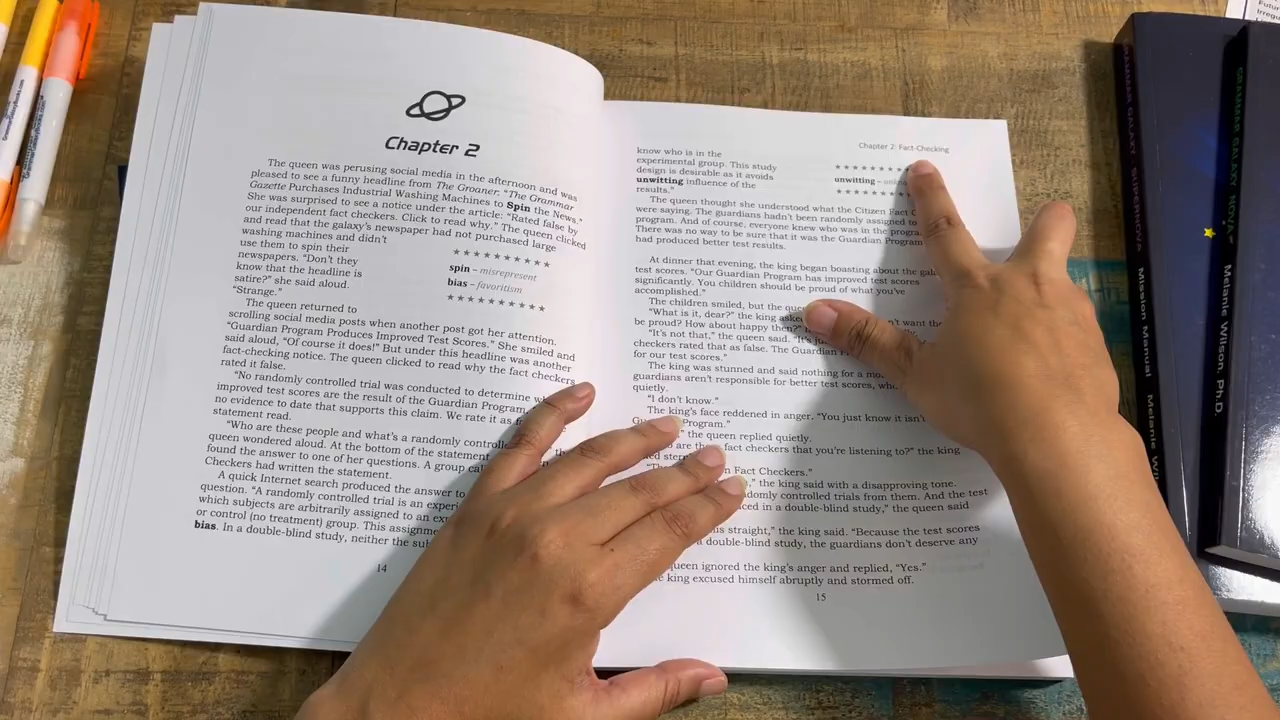 Chapter 2
The queen was perusing social media in the afternoon and was
pleased to see a funny headline from The Groaner: "The Grammar
Gazette Purchases Industrial Washing Machines to Spin the News."
She was surprised to see a notice under the article: "Rated false by
our independent fact checkers. Click to read why." The queen clicked
and read that the galaxy's newspaper had not purchased large
washing machines and didn't
use them to spin their
newspapers. "Don't they
know that the headline is
satire?" she said aloud.
"Strange."
★★★★★★★★★★
spin – misrepresent
bias – favoritism
★★★★★★★★★★
The queen returned to
scrolling social media posts when another post got her attention.
"Guardian Program Produces Improved Test Scores." She smiled and
said aloud, "Of course it does!" But under this headline was another
fact-checking notice. The queen clicked to read why the fact checkers
rated it false.
"No randomly controlled trial was conducted to determine
improved test scores are the result of the Guardian Program,
no evidence to date that supports this claim. We rate it as
statement read.
"Who are these people and what's a randomly
queen wondered aloud. At the bottom of the statement
found the answer to one of her questions. A group
Checkers had written the statement.
A quick Internet search produced the answer to
question. "A randomly controlled trial is an
which subjects are arbitrarily assigned to an
or control (no treatment) group. This
bias. In a double-blind study, neither the
14
Chapter 2: Fact-Checking
know who is in the
experimental group. This study
design is desirable as it avoids
unwitting influence of the
results."
unwitting –
The queen thought she understood what the Citizen Fact
were saying. The guardians hadn't been randomly assigned to
program. And of course, everyone knew who was in the
There was no way to be sure that it was the Guardian Program
had produced better test results.
At dinner that evening, the king began boasting about the
test scores. "Our Guardian Program has improved test scores
significantly. You children should be proud of what you've
accomplished."
The children smiled, but the
"What is it, dear?" the king asked. want the
be proud? How about happy then?"
"It's not that," the queen said.
checkers rated that as false. The Guardian
for our test scores."
The king was stunned and said nothing for a
guardians aren't responsible for better test scores,
quietly.
"I don't know."
The king's face reddened in anger. "You just know it isn't
Program."
the queen replied quietly.
are fact checkers that you're listening to?" the king
Fact Checkers."
the king said with a disapproving tone.
controlled trials from them. And the test
in a double-blind study," the queen said
straight," the king said. "Because the test scores
a double-blind study, the guardians don't deserve any
queen ignored the king's anger and replied, "Yes."
king excused himself abruptly and stormed off.
15
GRAMMAR GALAXY SUPERNOVA
Mission Manual
GRAMMAR GALAXY NOVA
Melanie Wilson, Ph.D.